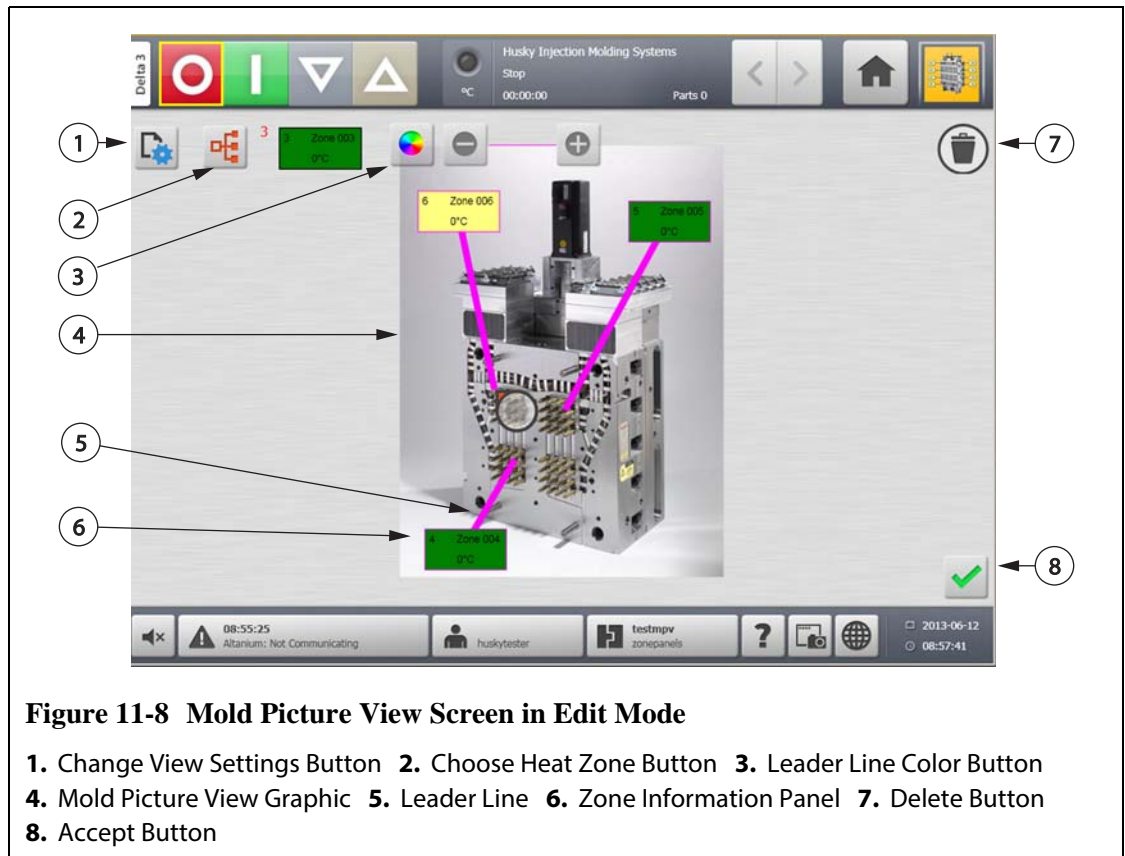 Delta 3
Husky Injection Molding Systems
Stop
°C
00:00:00
Parts 0
1
2
3
4
5
6
7
8
3
3 Zone 003
0°C
6 Zone 006
0°C
5 Zone 005
0°C
4 Zone 004
0°C
08:55:25
Altanium: Not Communicating
huskytester
testmpv
zonepanels
?
2013-06-12
08:57:41
Figure 11-8 Mold Picture View Screen in Edit Mode
1. Change View Settings Button 2. Choose Heat Zone Button 3. Leader Line Color Button
4. Mold Picture View Graphic 5. Leader Line 6. Zone Information Panel 7. Delete Button
8. Accept Button